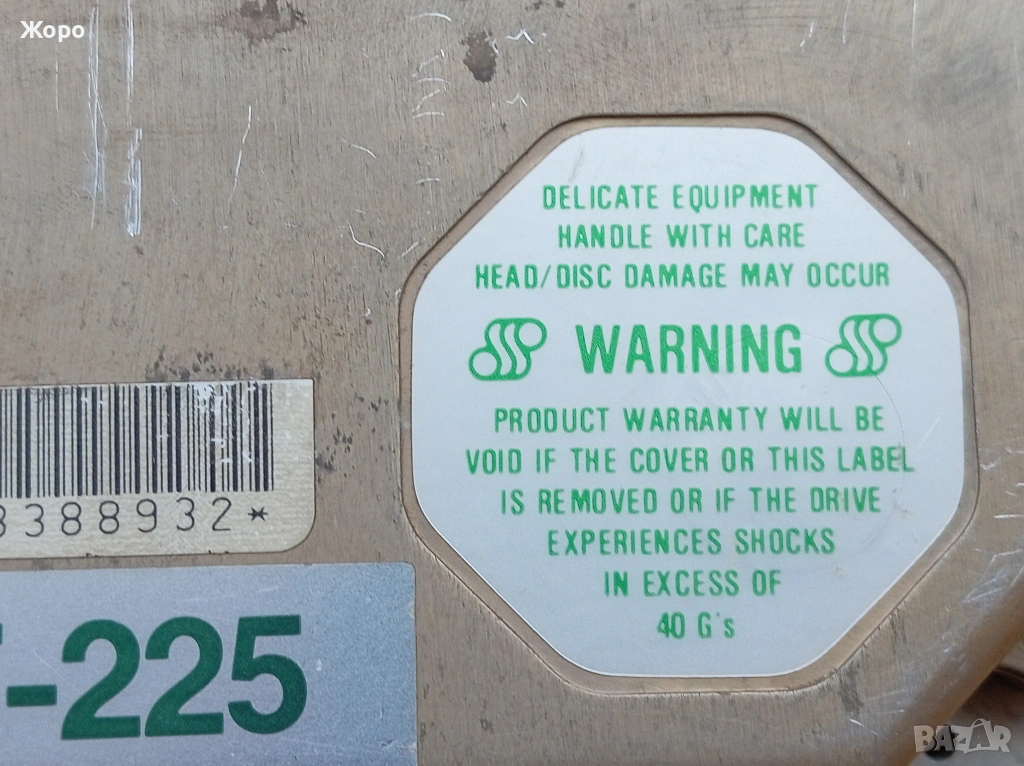 Жоро
DELICATE EQUIPMENT
HANDLE WITH CARE
HEAD/DISC DAMAGE MAY OCCUR
WARNING
PRODUCT WARRANTY WILL BE
VOID IF THE COVER OR THIS LABEL
IS REMOVED OR IF THE DRIVE
EXPERIENCES SHOCKS
IN EXCESS OF
40 G's
388932*
-225
BAZAR